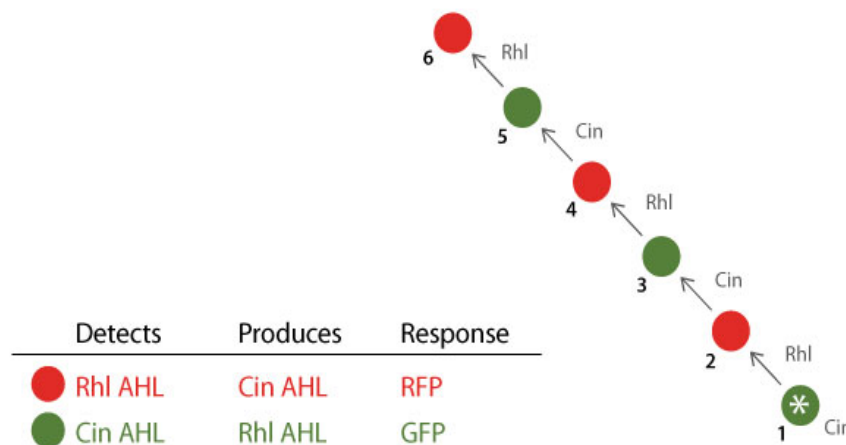 6 Rhl
5 Cin
4 Rhl
3 Cin
2 Rhl
* 1 Cin
Detects Produces Response
Rhl AHL Cin AHL RFP
Cin AHL Rhl AHL GFP